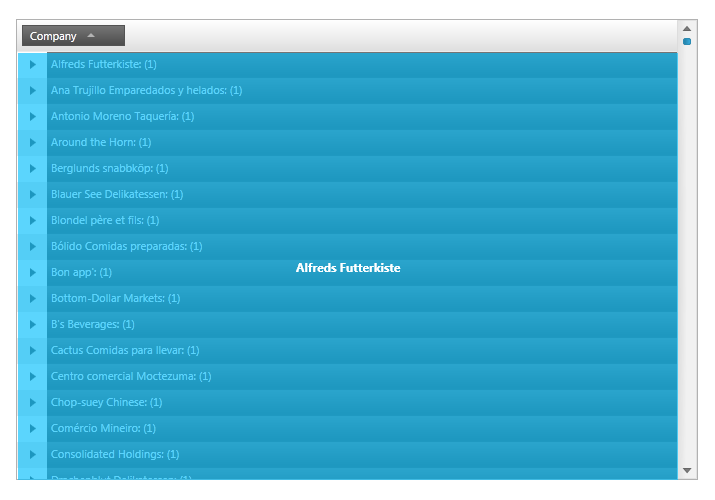 Company
Alfreds Futterkiste: (1)
Ana Trujillo Emparedados y helados: (1)
Antonio Moreno Taquería: (1)
Around the Horn: (1)
Berglunds snabbköp: (1)
Blauer See Delikatessen: (1)
Blondel père et fils: (1)
Bólido Comidas preparadas: (1)
Alfreds Futterkiste
Bon app': (1)
Bottom-Dollar Markets: (1)
B's Beverages: (1)
Cactus Comidas para llevar: (1)
Centro comercial Moctezuma: (1)
Chop-suey Chinese: (1)
Comércio Mineiro: (1)
Consolidated Holdings: (1)